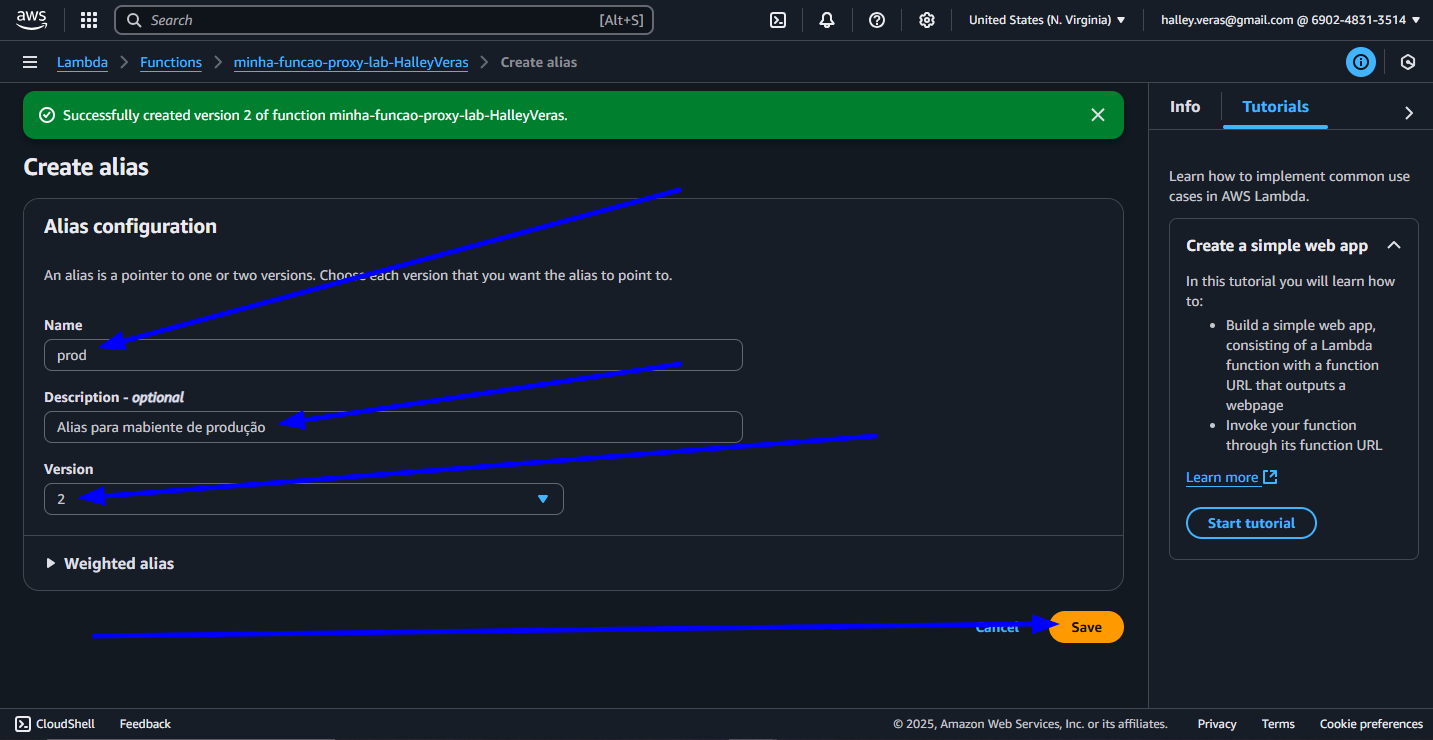 aws
Search
[Alt+S]
United States (N. Virginia)
halley.veras@gmail.com @ 6902-4831-3514
Lambda
Functions
minha-funcao-proxy-lab-HalleyVeras
Create alias
Successfully created version 2 of function minha-funcao-proxy-lab-HalleyVeras.
Create alias
Alias configuration
An alias is a pointer to one or two versions. Choose each version that you want the alias to point to.
Name
prod
Description - optional
Alias para mabiente de produção
Version
2
Weighted alias
Cancel
Save
Info
Tutorials
Learn how to implement common use
cases in AWS Lambda.
Create a simple web app
In this tutorial you will learn how
to:
• Build a simple web app,
consisting of a Lambda
function with a function
URL that outputs a
webpage
• Invoke your function
through its function URL
Learn more
Start tutorial
CloudShell
Feedback
© 2025, Amazon Web Services, Inc. or its affiliates.
Privacy
Terms
Cookie preferences